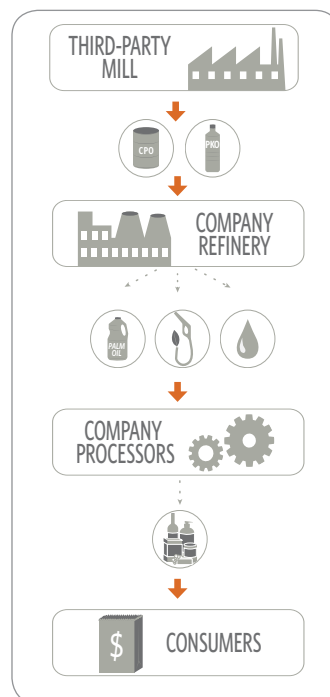 THIRD-PARTY
MILL
CPO
PKO
COMPANY
REFINERY
PALM
OIL
COMPANY
PROCESSORS
$
CONSUMERS